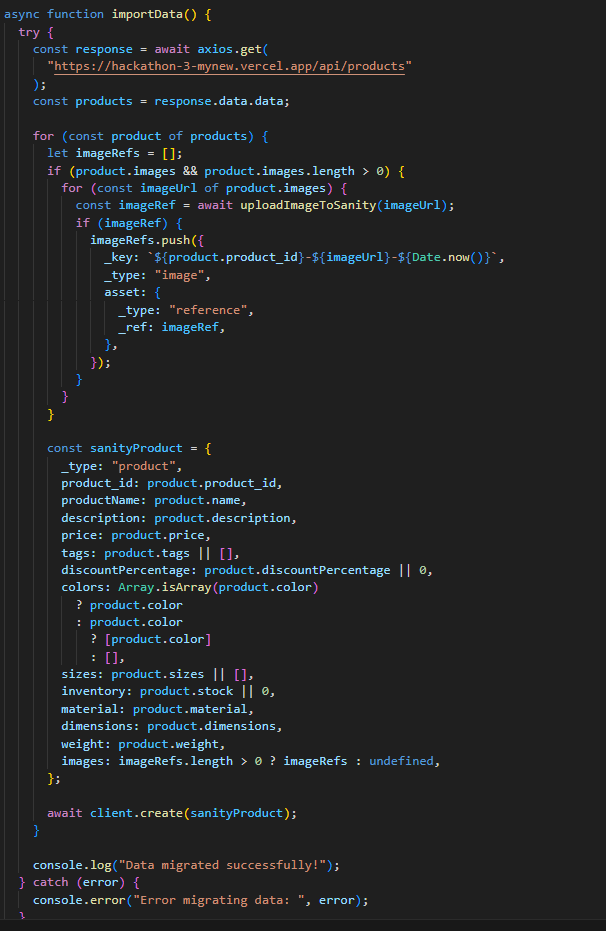 async function importData() {
  try {
    const response = await axios.get(
      "https://hackathon-3-mynew.vercel.app/api/products"
    );
    const products = response.data.data;

    for (const product of products) {
      let imageRefs = [];
      if (product.images && product.images.length > 0) {
        for (const imageUrl of product.images) {
          const imageRef = await uploadImageToSanity(imageUrl);
          if (imageRef) {
            imageRefs.push({
              _key: `${product.product_id}-${imageUrl}-${Date.now()}`,
              _type: "image",
              asset: {
                _type: "reference",
                _ref: imageRef,
              },
            });
          }
        }
      }

      const sanityProduct = {
        _type: "product",
        product_id: product.product_id,
        productName: product.name,
        description: product.description,
        price: product.price,
        tags: product.tags || [],
        discountPercentage: product.discountPercentage || 0,
        colors: Array.isArray(product.color)
          ? product.color
          : product.color
            ? [product.color]
            : [],
        sizes: product.sizes || [],
        inventory: product.stock || 0,
        material: product.material,
        dimensions: product.dimensions,
        weight: product.weight,
        images: imageRefs.length > 0 ? imageRefs : undefined,
      };

      await client.create(sanityProduct);
    }

    console.log("Data migrated successfully!");
  } catch (error) {
    console.error("Error migrating data: ", error);
  }